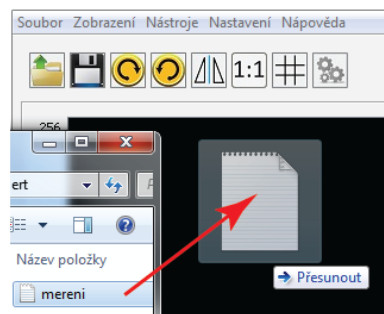 Soubor Zobrazení Nástroje Nastavení Nápověda
1:1
256
ert
Název položky
mereni
Přesunout